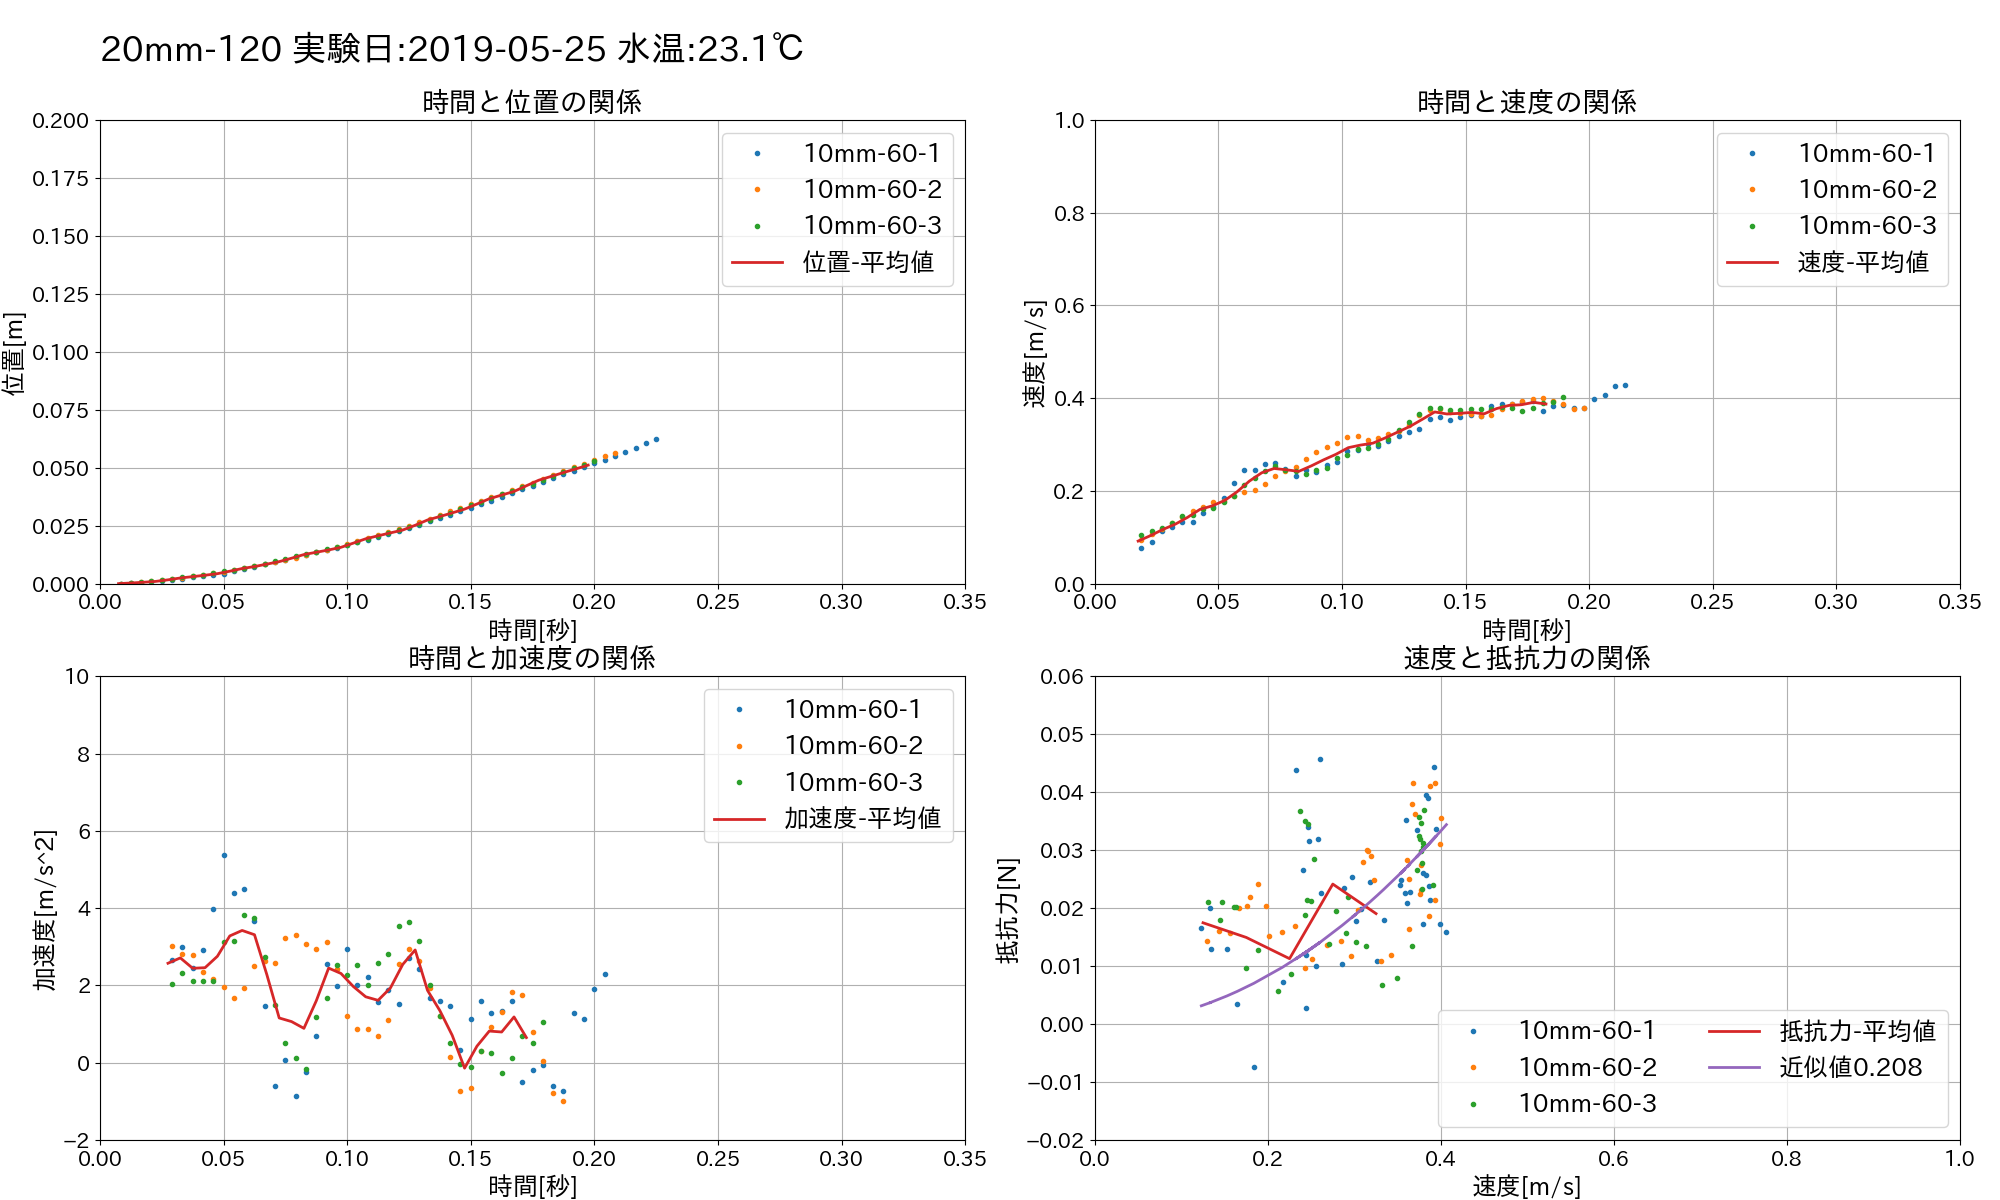 20mm-120 実験日:2019-05-25 水温:23.1℃
時間と位置の関係
0.200
0.175
0.150
0.125
0.100
0.075
0.050
0.025
0.000
位置[m]
10mm-60-1
10mm-60-2
10mm-60-3
位置-平均値
0.00 0.05 0.10 0.15 0.20 0.25 0.30 0.35
時間[秒]
時間と速度の関係
1.0
0.8
0.6
0.4
0.2
0.0
速度[m/s]
10mm-60-1
10mm-60-2
10mm-60-3
速度-平均値
0.00 0.05 0.10 0.15 0.20 0.25 0.30 0.35
時間[秒]
時間と加速度の関係
10
8
6
4
2
0
−2
加速度[m/s^2]
10mm-60-1
10mm-60-2
10mm-60-3
加速度-平均値
0.00 0.05 0.10 0.15 0.20 0.25 0.30 0.35
時間[秒]
速度と抵抗力の関係
0.06
0.05
0.04
0.03
0.02
0.01
0.00
−0.01
−0.02
抵抗力[N]
10mm-60-1
10mm-60-2
10mm-60-3
抵抗力-平均値
近似値0.208
0.0 0.2 0.4 0.6 0.8 1.0
速度[m/s]